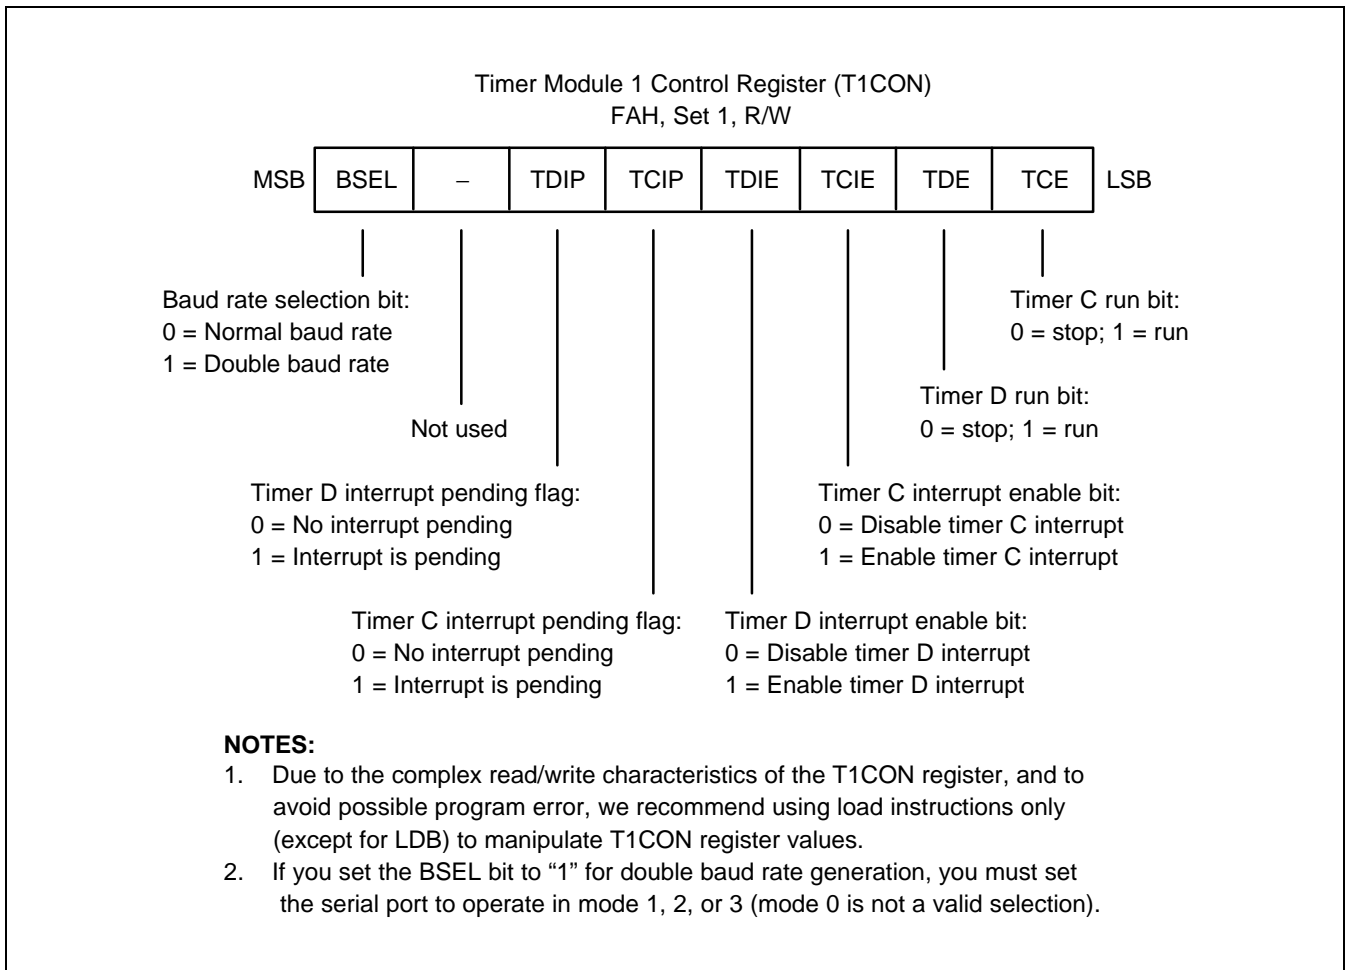 Timer Module 1 Control Register (T1CON)
FAH, Set 1, R/W
MSB BSEL – TDIP TCIP TDIE TCIE TDE TCE LSB
Baud rate selection bit:
0 = Normal baud rate
1 = Double baud rate
Timer C run bit:
0 = stop; 1 = run
Timer D run bit:
0 = stop; 1 = run
Not used
Timer D interrupt pending flag:
0 = No interrupt pending
1 = Interrupt is pending
Timer C interrupt enable bit:
0 = Disable timer C interrupt
1 = Enable timer C interrupt
Timer C interrupt pending flag:
0 = No interrupt pending
1 = Interrupt is pending
Timer D interrupt enable bit:
0 = Disable timer D interrupt
1 = Enable timer D interrupt
NOTES:
1. Due to the complex read/write characteristics of the T1CON register, and to
avoid possible program error, we recommend using load instructions only
(except for LDB) to manipulate T1CON register values.
2. If you set the BSEL bit to “1” for double baud rate generation, you must set
the serial port to operate in mode 1, 2, or 3 (mode 0 is not a valid selection).